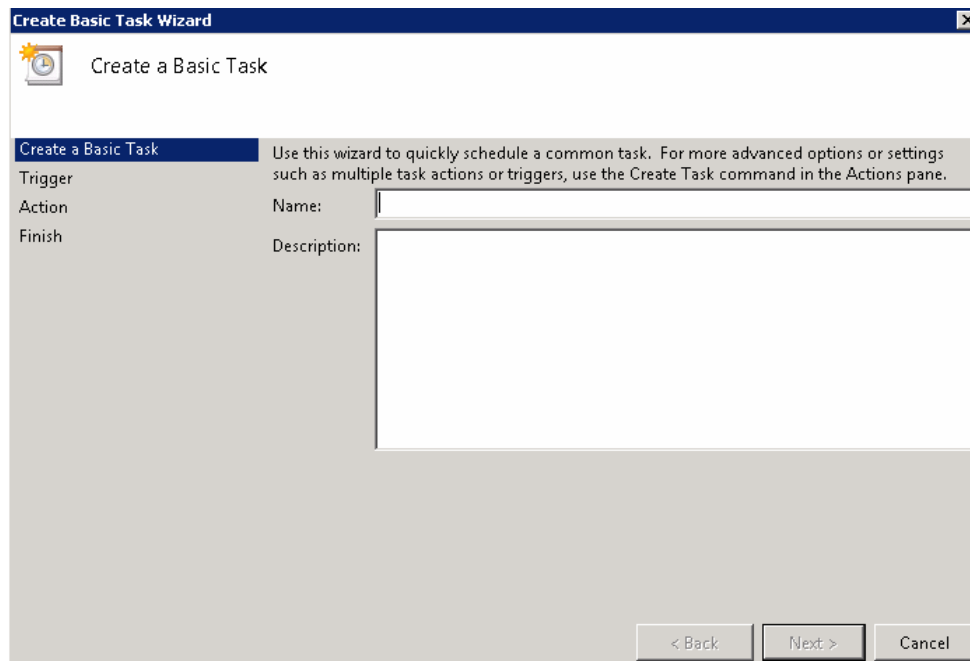 Create Basic Task Wizard
Create a Basic Task
Create a Basic Task
Use this wizard to quickly schedule a common task. For more advanced options or settings
such as multiple task actions or triggers, use the Create Task command in the Actions pane.
Trigger
Action
Finish
Name:
Description:
< Back
Next >
Cancel